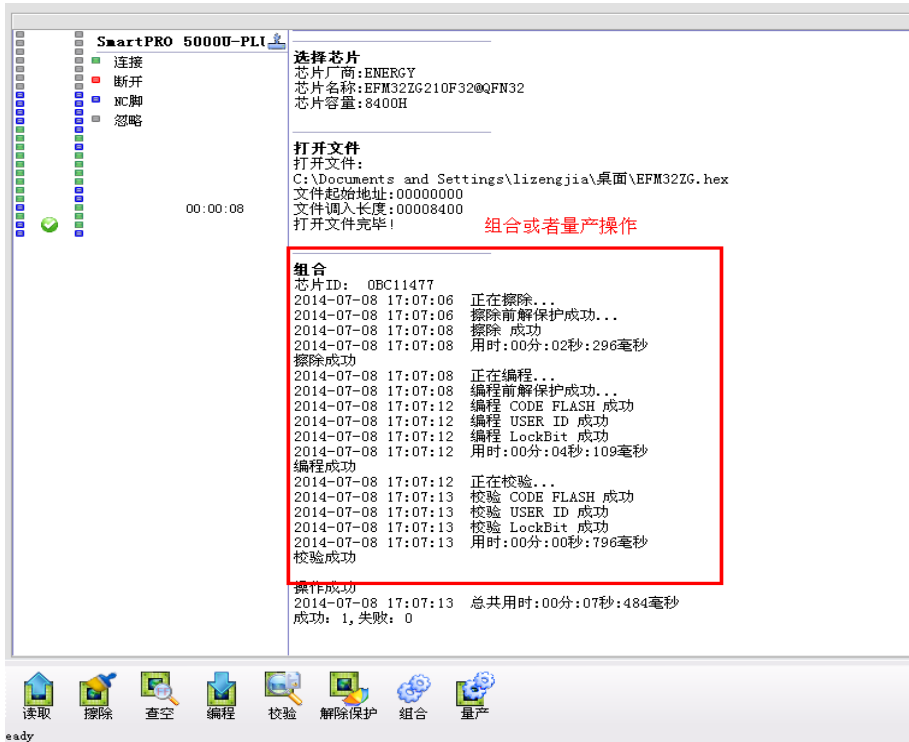 SmartPRO 5000U-PLU
连接
断开
NC脚
忽略
00:00:08
选择芯片
芯片厂商:ENERGY
芯片名称:EFM32ZG210F32@QFN32
芯片容量:8400H
打开文件
打开文件:
C:\Documents and Settings\lizengjia\桌面\EFM32ZG.hex
文件起始地址:00000000
文件调入长度:00008400
打开文件完毕!
组合或者量产操作
组合
芯片ID: 0BC11477
2014-07-08 17:07:06 正在擦除...
2014-07-08 17:07:06 擦除前解保护成功...
2014-07-08 17:07:08 擦除 成功
2014-07-08 17:07:08 用时:00分:02秒:296毫秒
擦除成功
2014-07-08 17:07:08 正在编程...
2014-07-08 17:07:08 编程前解保护成功...
2014-07-08 17:07:12 编程 CODE FLASH 成功
2014-07-08 17:07:12 编程 USER ID 成功
2014-07-08 17:07:12 编程 LockBit 成功
2014-07-08 17:07:12 用时:00分:04秒:109毫秒
编程成功
2014-07-08 17:07:12 正在校验...
2014-07-08 17:07:13 校验 CODE FLASH 成功
2014-07-08 17:07:13 校验 USER ID 成功
2014-07-08 17:07:13 校验 LockBit 成功
2014-07-08 17:07:13 用时:00分:00秒:796毫秒
校验成功
操作成功
2014-07-08 17:07:13 总共用时:00分:07秒:484毫秒
成功: 1,失败: 0
读取 擦除 查空 编程 校验 解除保护 组合 量产
eady